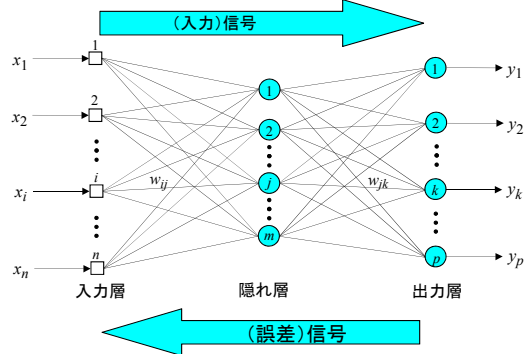 (入力)信号
x1 1 1 y1
x2 2 1 2 y2
2
xi i wij j wjk k yk
m
xn n p yp
入力層 隠れ層 出力層
(誤差)信号